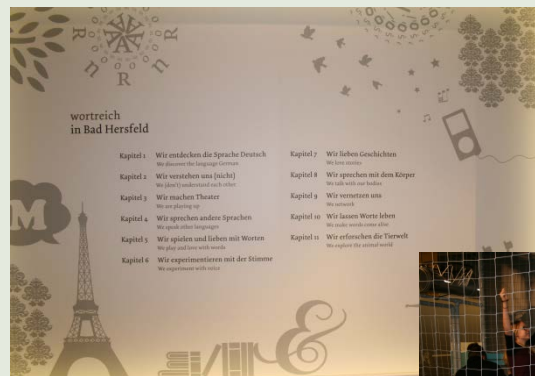 wortreich
in Bad Hersfeld
Kapitel 1 Wir entdecken die Sprache Deutsch
We discover the language German
Kapitel 2 Wir verstehen uns (nicht)
We (don't) understand each other
Kapitel 3 Wir machen Theater
We are playing up
Kapitel 4 Wir sprechen andere Sprachen
We speak other languages
Kapitel 5 Wir spielen und lieben mit Worten
We play and love with words
Kapitel 6 Wir experimentieren mit der Stimme
We experiment with voice
Kapitel 7 Wir lieben Geschichten
We love stories
Kapitel 8 Wir sprechen mit dem Körper
We talk with our bodies
Kapitel 9 Wir vernetzen uns
We network
Kapitel 10 Wir lassen Worte leben
We make words come alive
Kapitel 11 Wir erforschen die Tierwelt
We explore the animal world
M
&